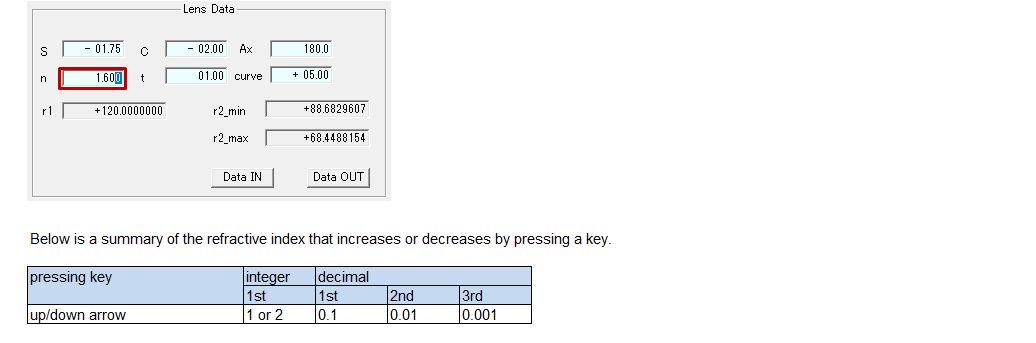 Lens Data
S - 01.75 C - 02.00 Ax 180.0
n 1.600 t 01.00 curve + 05.00
r1 +120.0000000 r2_min +88.6829607
r2_max +68.4488154
Data IN Data OUT
Below is a summary of the refractive index that increases or decreases by pressing a key.
pressing key integer decimal
1st 1st 2nd 3rd
up/down arrow 1 or 2 0.1 0.01 0.001